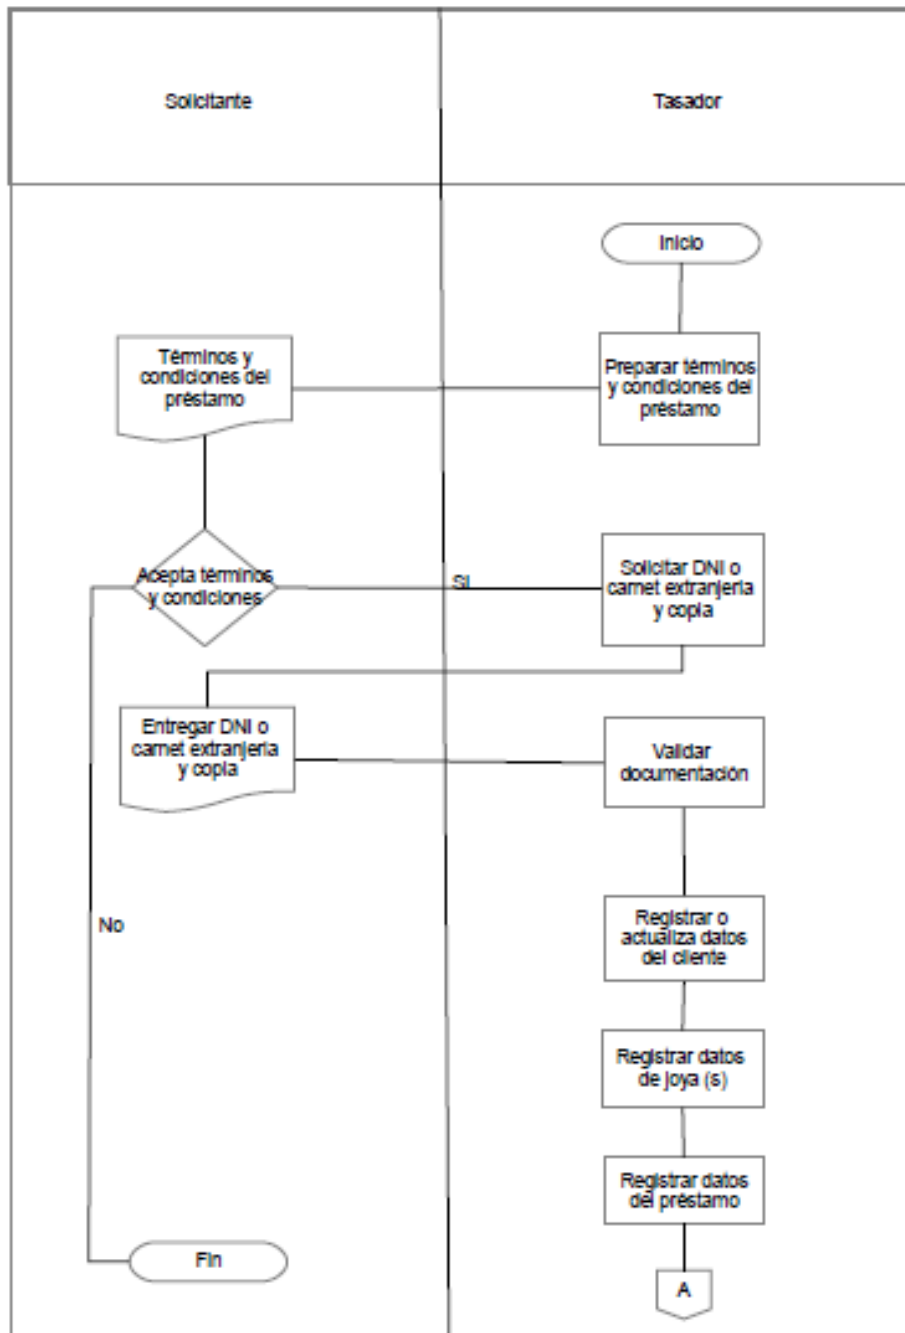 Solicitante
Tasador
Inicio
Términos y
condiciones del
préstamo
Preparar términos
y condiciones del
préstamo
Acepta términos
y condiciones
Si
Solicitar DNI o
carnet extranjeria
y copia
Entregar DNI o
carnet extranjeria
y copia
Validar
documentación
No
Registrar o
actualiza datos
del cliente
Registrar datos
de joya (s)
Registrar datos
del préstamo
Fin
A